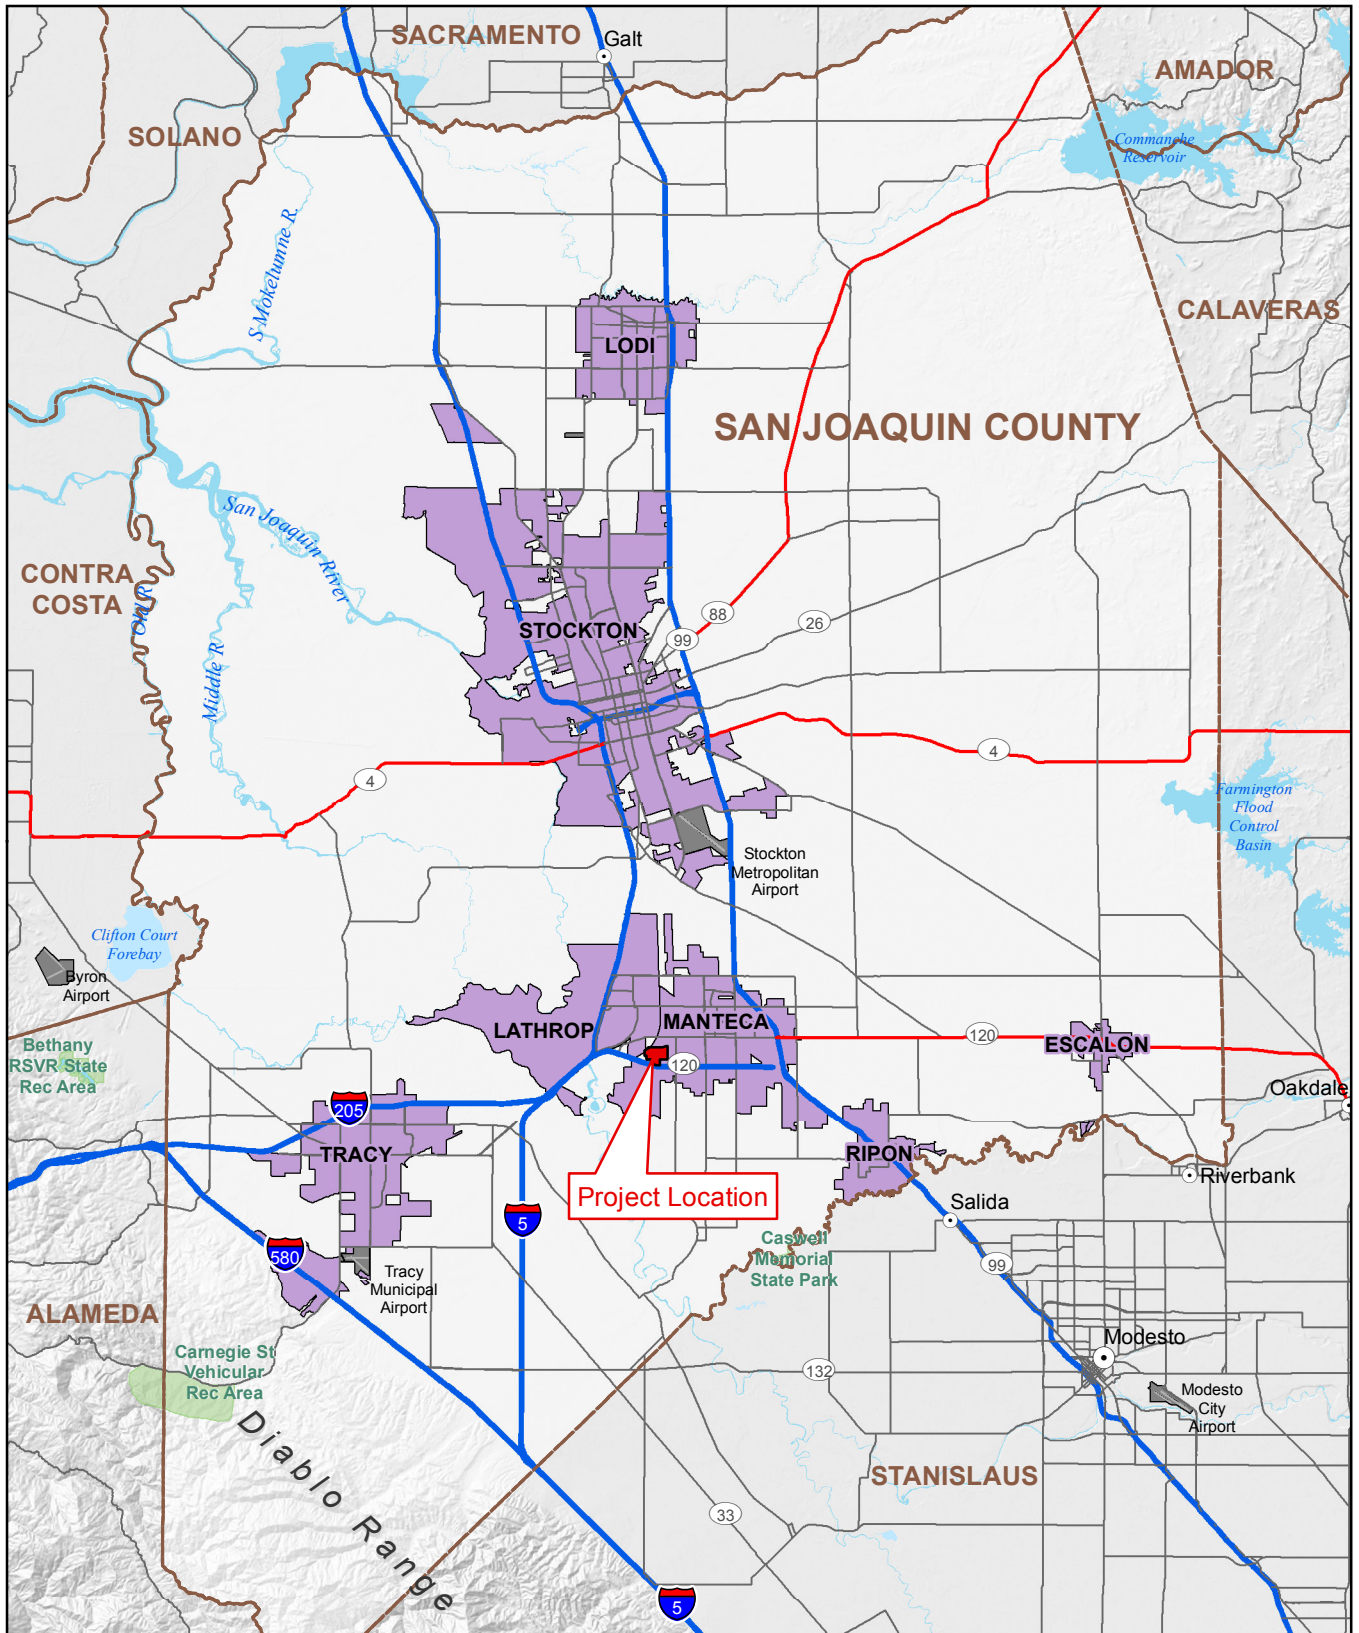 SACRAMENTO
Galt
AMADOR
SOLANO
Commanche
Reservoir
S Mokelumne R.
CALAVERAS
LODI
SAN JOAQUIN COUNTY
San Joaquin River
CONTRA
COSTA
Old R
Middle R
STOCKTON
88
26
99
4
4
Farmington
Flood
Control
Basin
Stockton
Metropolitan
Airport
Clifton Court
Forebay
Byron
Airport
LATHROP
MANTECA
120
ESCALON
Bethany
RSVR State
Rec Area
120
Oakdale
205
TRACY
RIPON
Riverbank
Project Location
Salida
5
Caswell
Memorial
State Park
580
99
Tracy
Municipal
Airport
ALAMEDA
Modesto
Carnegie St
Vehicular
Rec Area
132
Modesto
City
Airport
Diablo Range
STANISLAUS
33
5